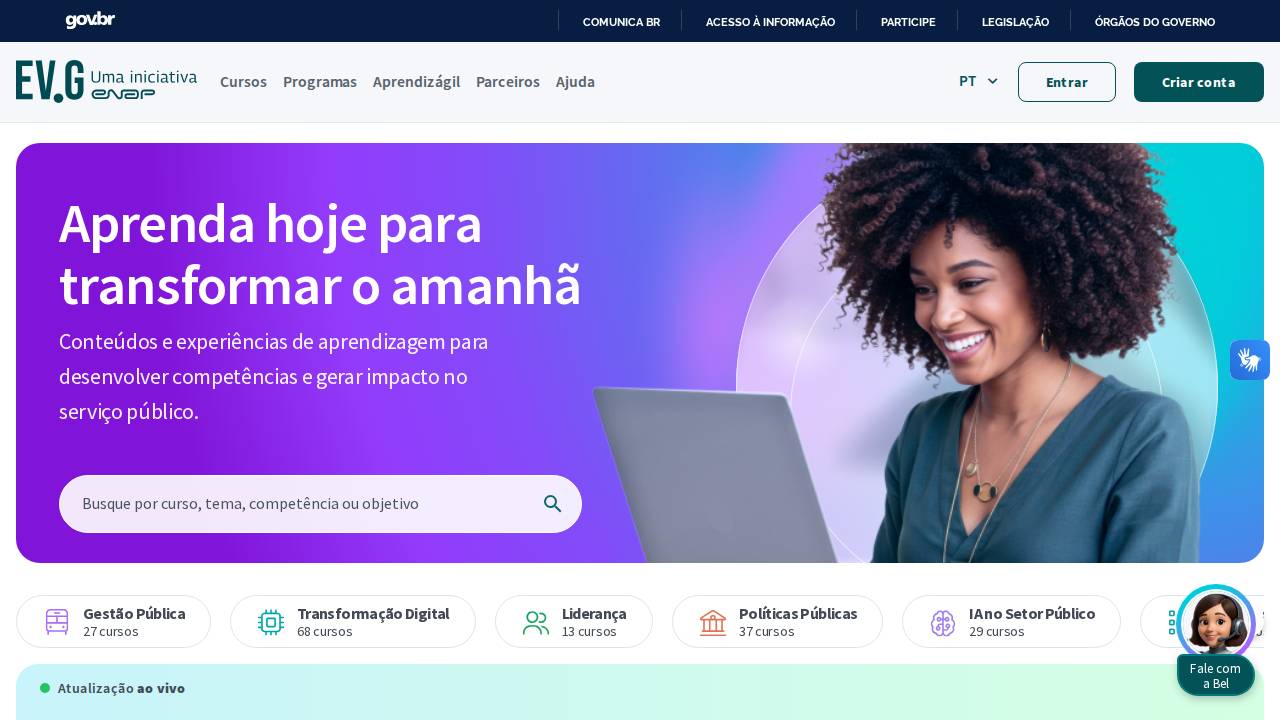 gov.br
COMUNICA BR
ACESSO À INFORMAÇÃO
PARTICIPE
LEGISLAÇÃO
ÓRGÃOS DO GOVERNO
EV.G Uma iniciativa
enap
Cursos
Programas
Aprendizágil
Parceiros
Ajuda
PT
Entrar
Criar conta
Aprenda hoje para
transformar o amanhã
Conteúdos e experiências de aprendizagem para
desenvolver competências e gerar impacto no
serviço público.
Busque por curso, tema, competência ou objetivo
Gestão Pública
27 cursos
Transformação Digital
68 cursos
Liderança
13 cursos
Políticas Públicas
37 cursos
IA no Setor Público
29 cursos
Fale com
a Bel
Atualização ao vivo